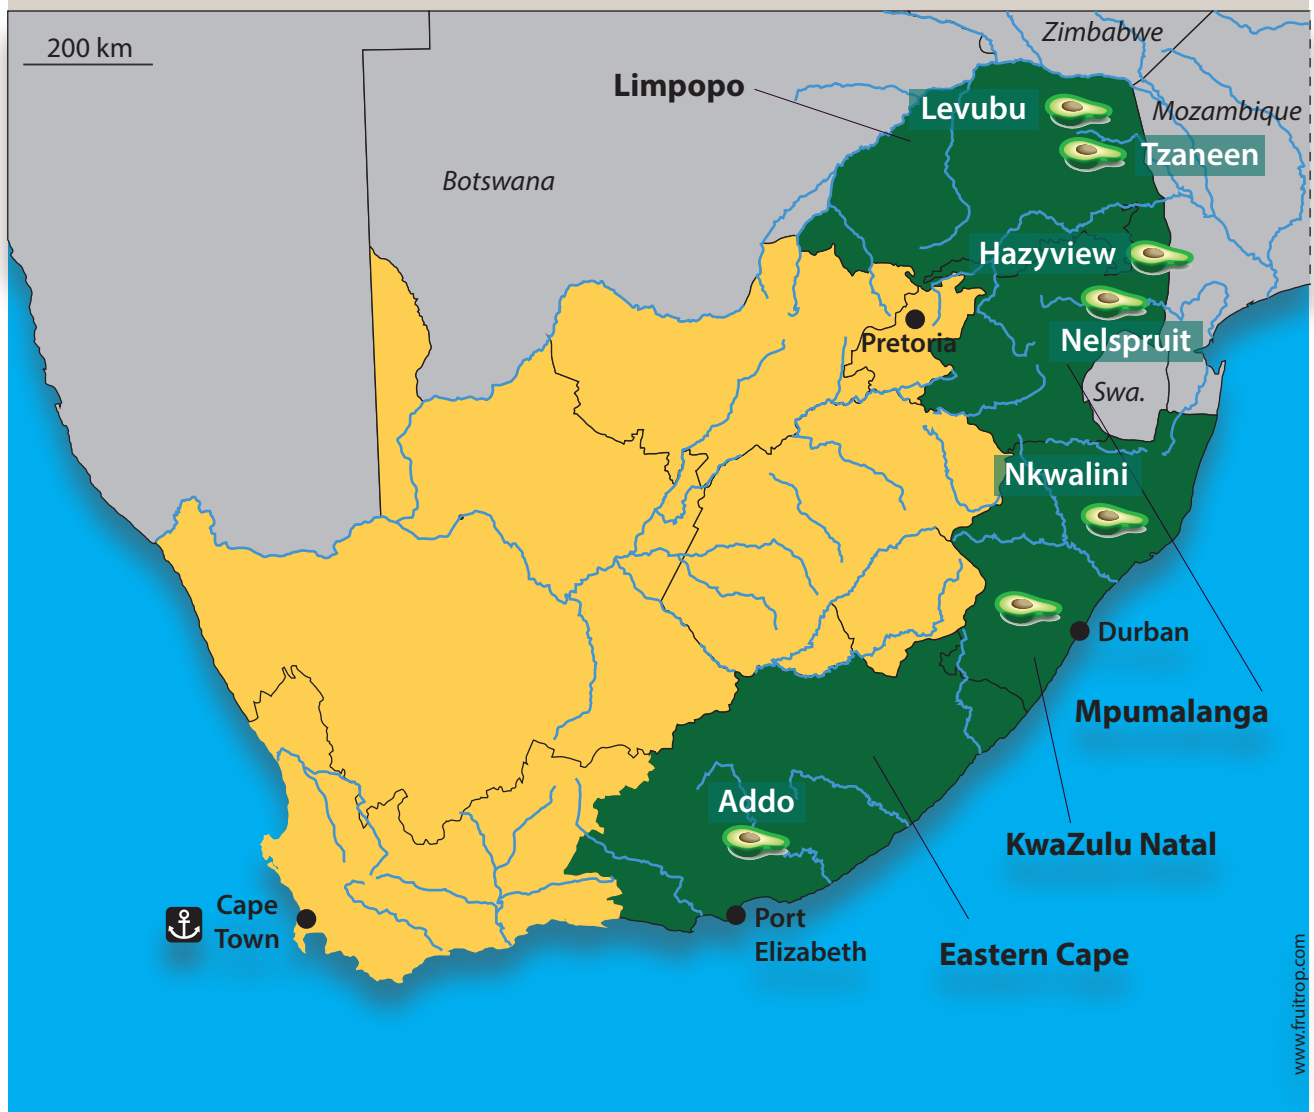 200 km
Zimbabwe
Limpopo
Levubu
Mozambique
Tzaneen
Botswana
Hazyview
Pretoria
Nelspruit
Swa.
Nkwalini
Durban
Mpumalanga
Addo
KwaZulu Natal
Cape
Town
Port
Elizabeth
Eastern Cape
www.fruitrop.com